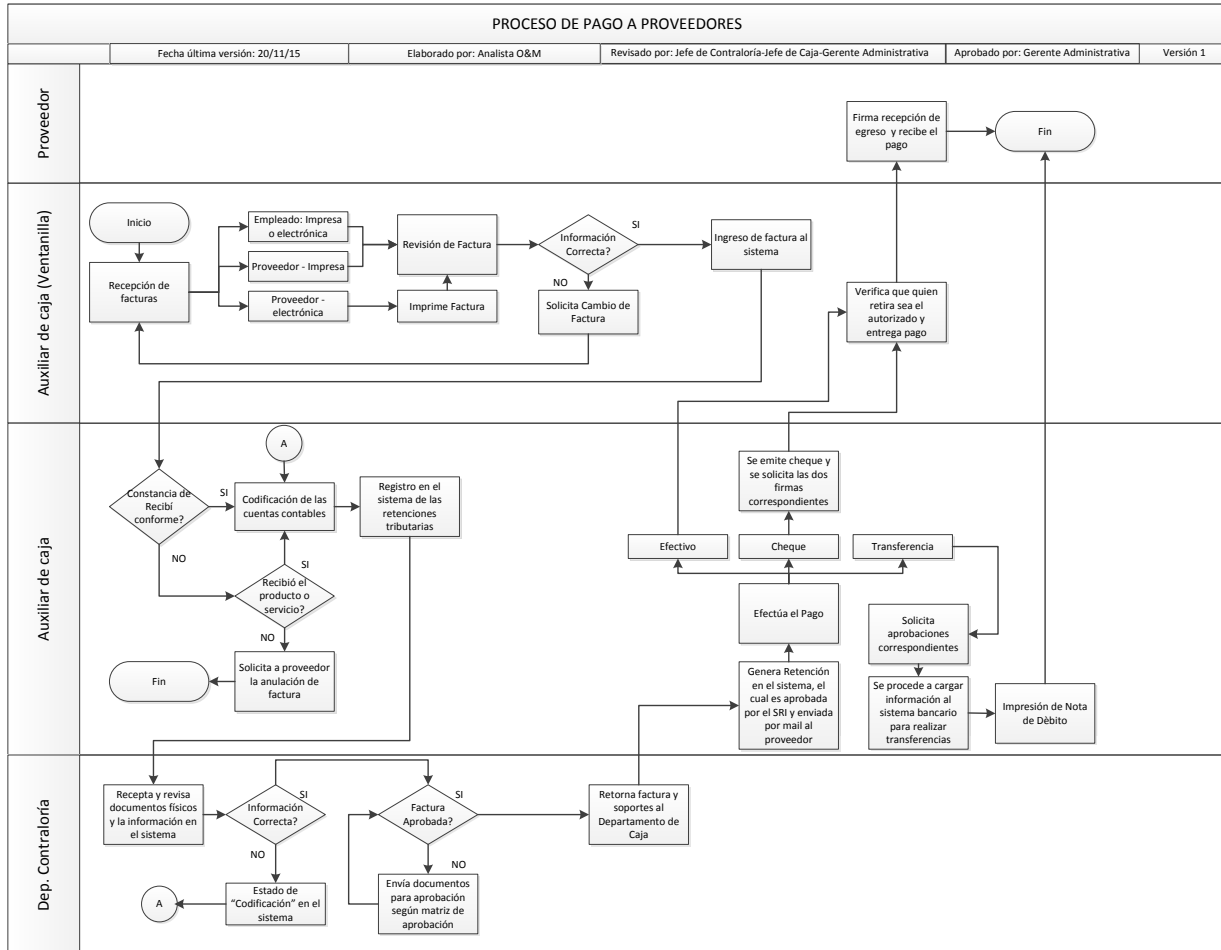 PROCESO DE PAGO A PROVEEDORES
Fecha última versión: 20/11/15
Elaborado por: Analista O&M
Revisado por: Jefe de Contraloría-Jefe de Caja-Gerente Administrativa
Aprobado por: Gerente Administrativa
Versión 1
Proveedor
Firma recepción de
egreso y recibe el
pago
Fin
Auxiliar de caja (Ventanilla)
Inicio
Recepción de
facturas
Empleado: Impresa
o electrónica
Proveedor - Impresa
Proveedor -
electrónica
Revisión de Factura
Imprime Factura
Información
Correcta?
SI
NO
Solicita Cambio de
Factura
Ingreso de factura al
sistema
Verifica que quien
retira sea el
autorizado y
entrega pago
Auxiliar de caja
A
Constancia de
Recibí
conforme?
SI
NO
Codificación de las
cuentas contables
Registro en el
sistema de las
retenciones
tributarias
SI
Recibió el
producto o
servicio?
NO
Solicita a proveedor
la anulación de
factura
Fin
Se emite cheque y
se solicita las dos
firmas
correspondientes
Efectivo
Cheque
Transferencia
Efectúa el Pago
Genera Retención
en el sistema, el
cual es aprobada
por el SRI y enviada
por mail al
proveedor
Solicita
aprobaciones
correspondientes
Se procede a cargar
información al
sistema bancario
para realizar
transferencias
Impresión de Nota
de Dèbito
Dep. Contraloría
Recepta y revisa
documentos físicos
y la información en
el sistema
Información
Correcta?
SI
NO
Estado de
“Codificación” en el
sistema
A
Factura
Aprobada?
SI
NO
Envía documentos
para aprobación
según matriz de
aprobación
Retorna factura y
soportes al
Departamento de
Caja